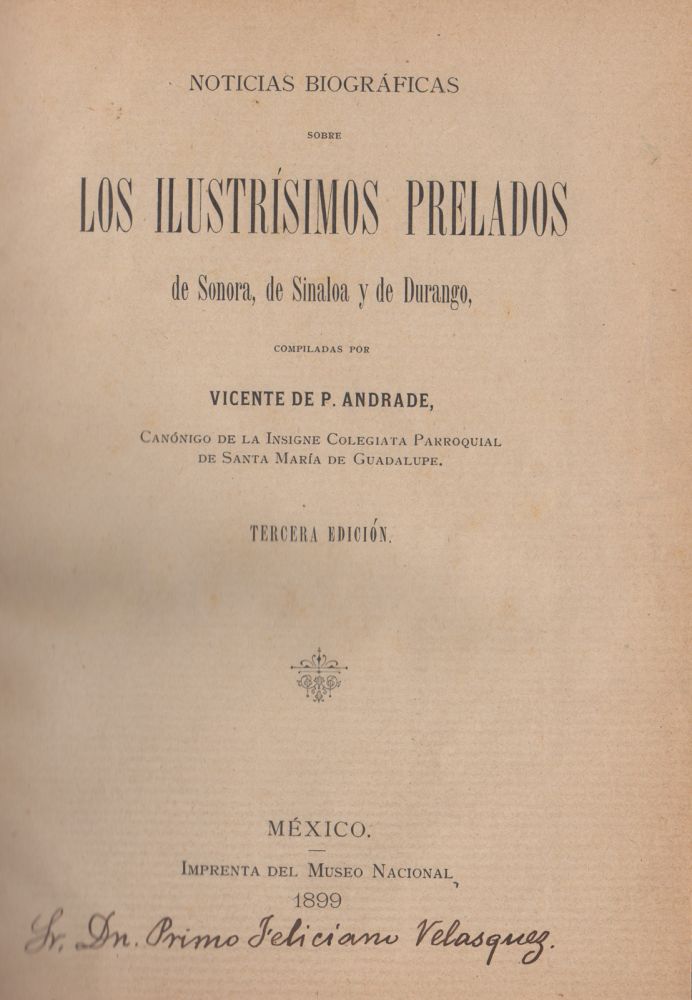 NOTICIAS BIOGRÁFICAS
SOBRE
LOS ILUSTRÍSIMOS PRELADOS
de Sonora, de Sinaloa y de Durango,
COMPILADAS POR
VICENTE DE P. ANDRADE,
CANÓNIGO DE LA INSIGNE COLEGIATA PARROQUIAL
DE SANTA MARÍA DE GUADALUPE.
TERCERA EDICIÓN.
MÉXICO.
IMPRENTA DEL MUSEO NACIONAL
1899
Sr. Dn. Primo Feliciano Velasquez.